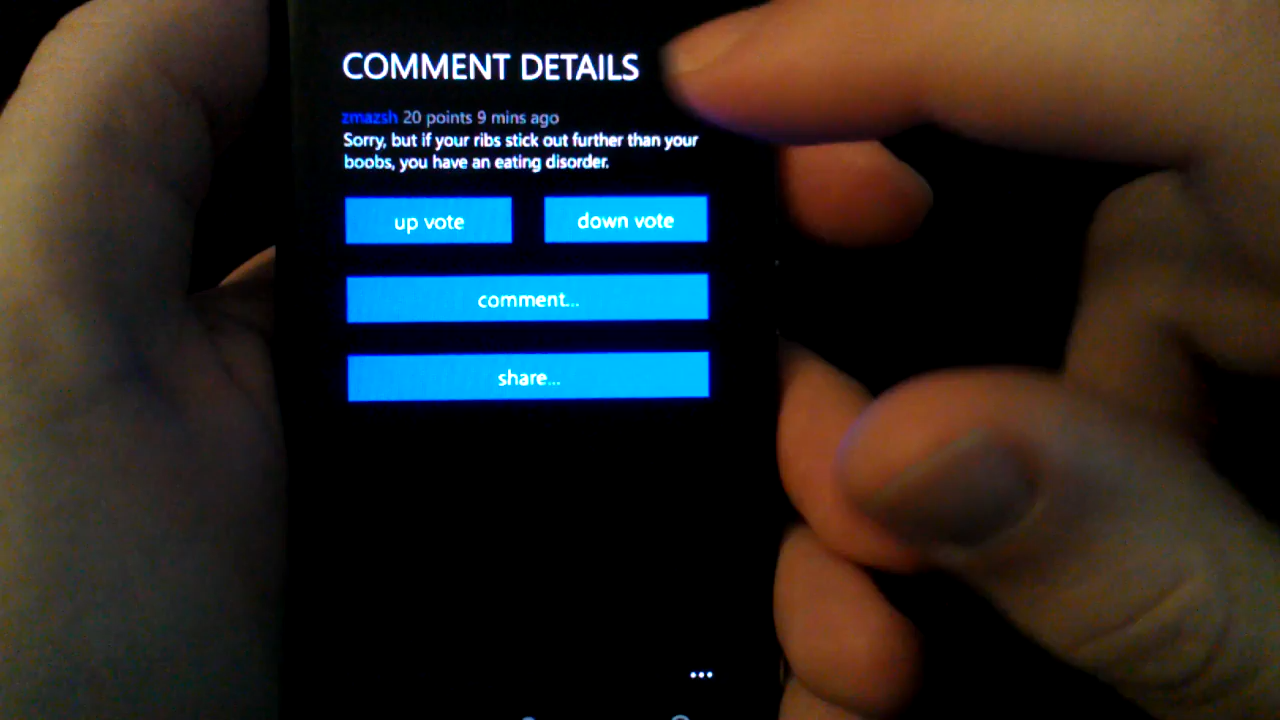 COMMENT DETAILS
zmazsh 20 points 9 mins ago
Sorry, but if your ribs stick out further than your
boobs, you have an eating disorder.
up vote down vote
comment...
share...